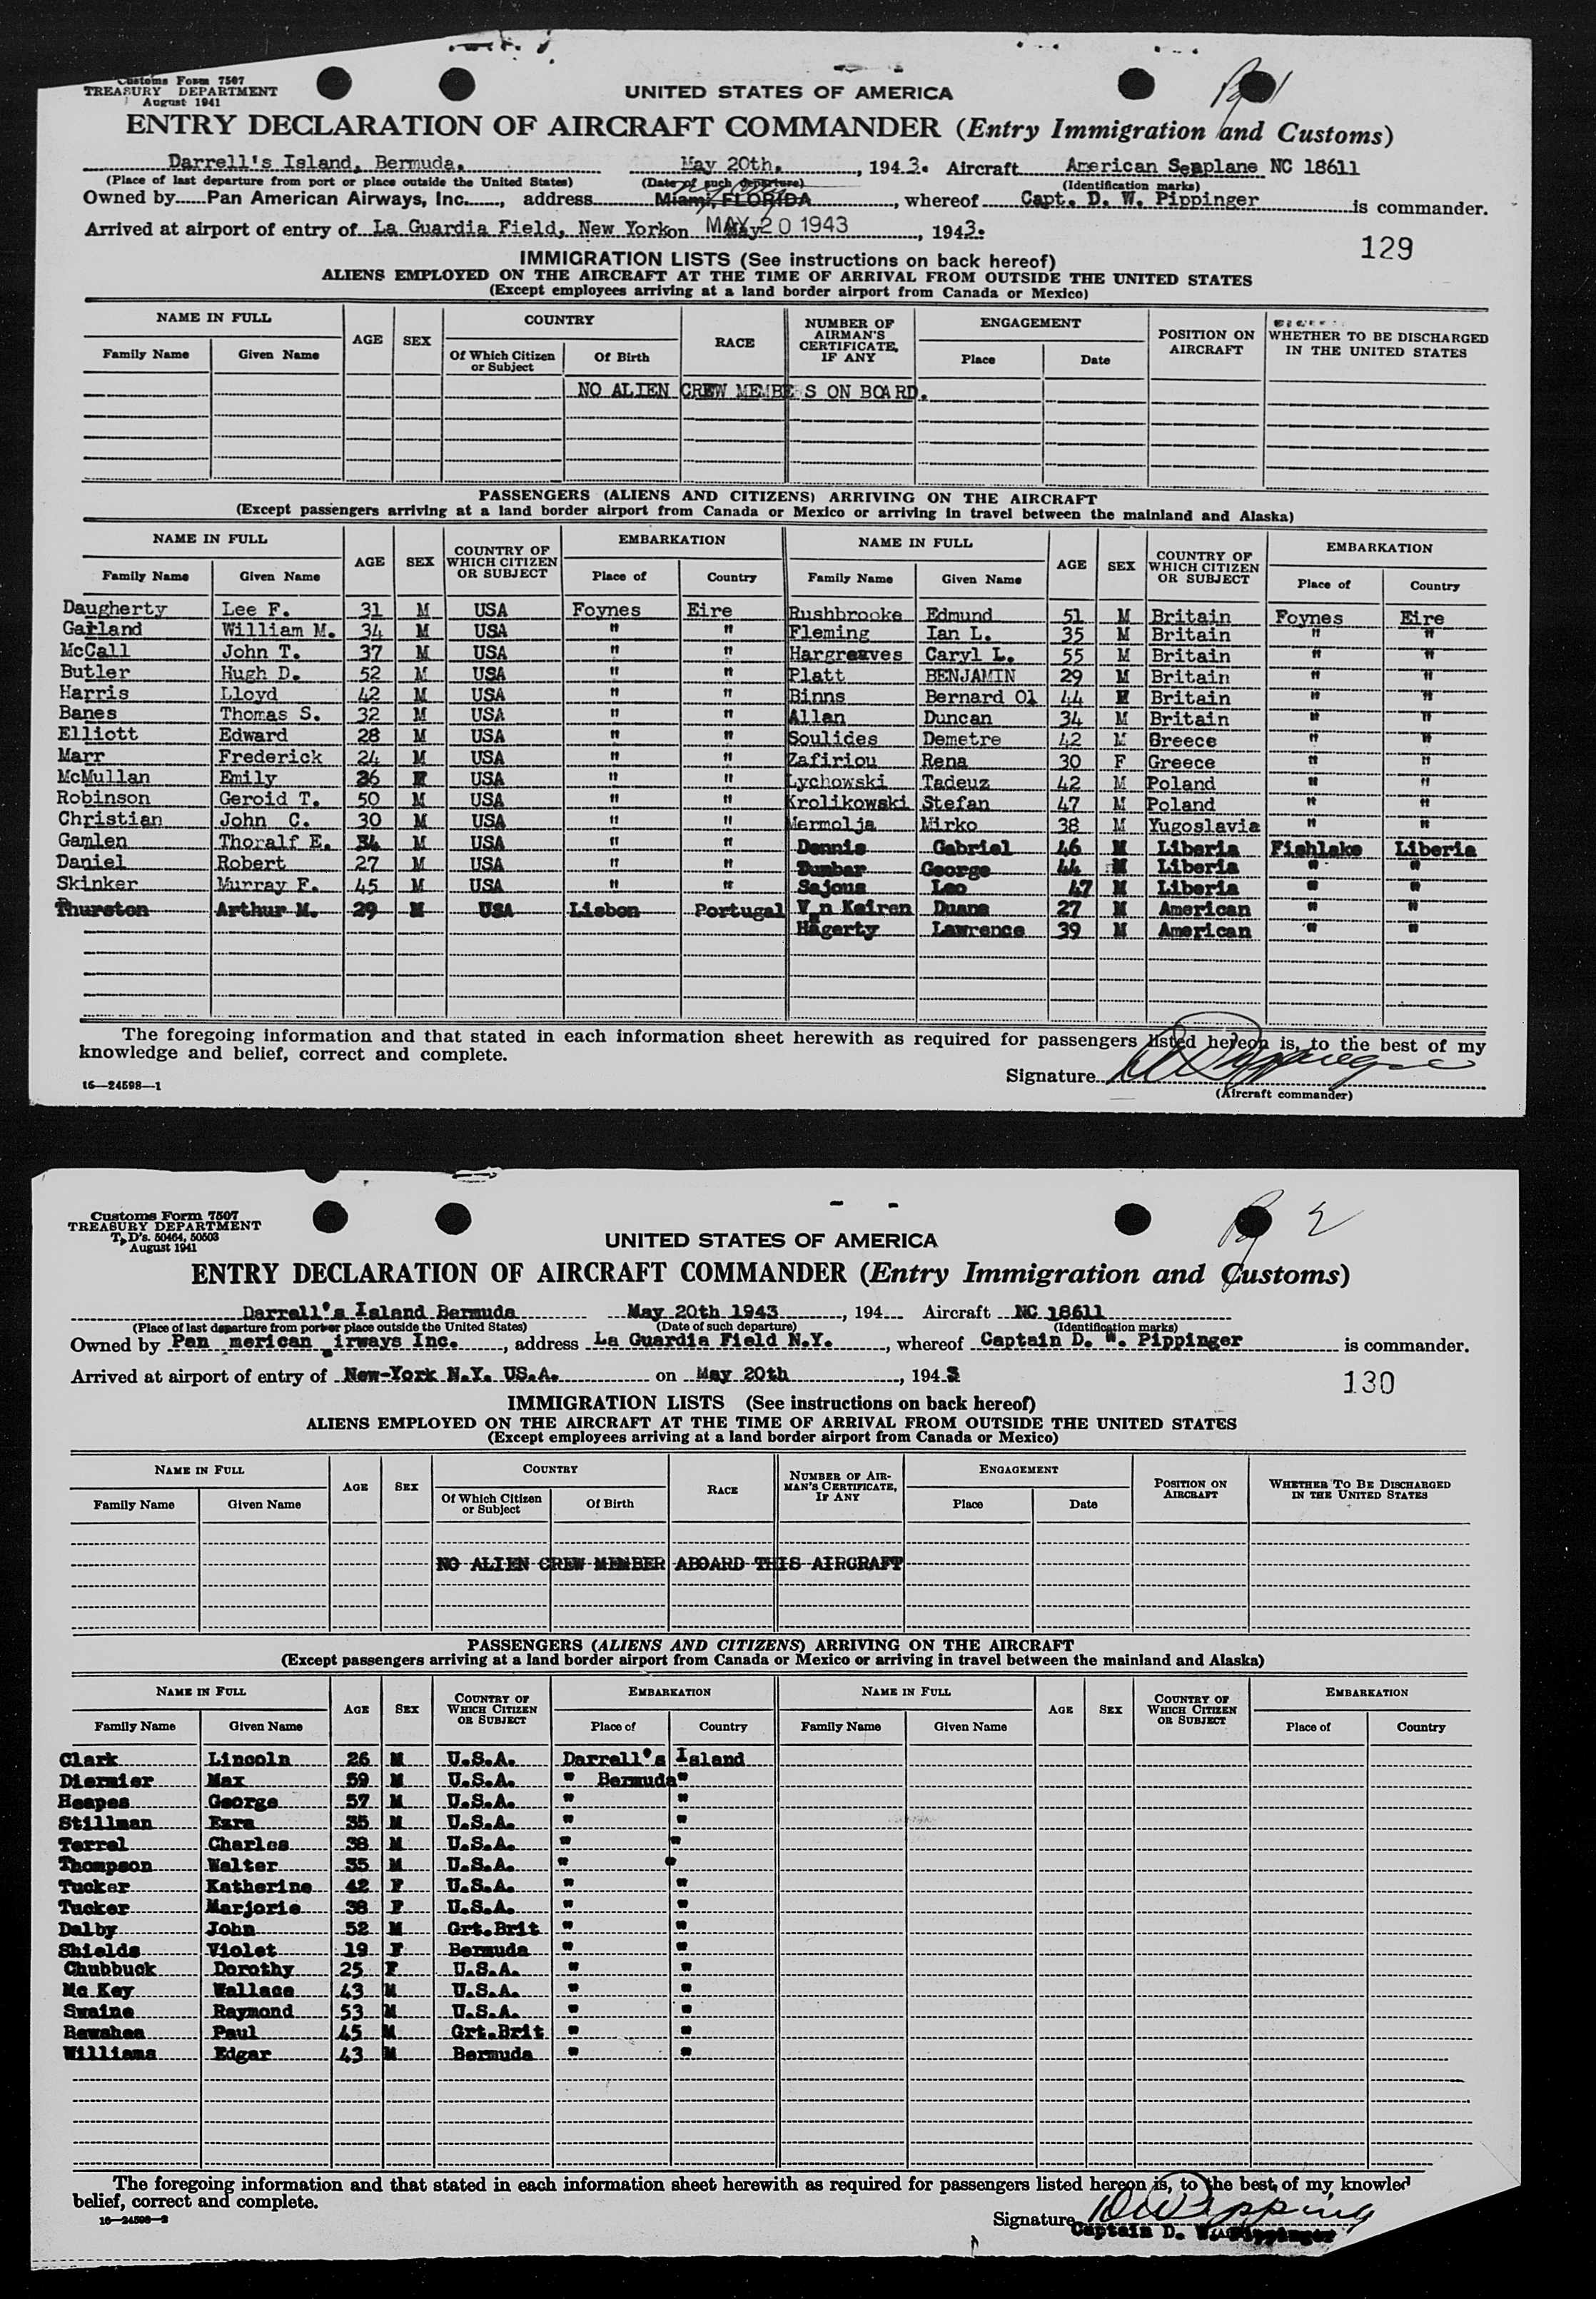 Customs Form 7507
TREASURY DEPARTMENT
August 1941
UNITED STATES OF AMERICA
ENTRY DECLARATION OF AIRCRAFT COMMANDER (Entry Immigration and Customs)
Darrell's Island, Bermuda. May 20th. , 1943. Aircraft American Seaplane NC 18611
(Place of last departure from port or place outside the United States) (Date of such departure) (Identification marks)
Owned by Pan American Airways, Inc. , address Miami, FLORIDA , whereof Capt. D. W. Pippinger is commander.
Arrived at airport of entry of La Guardia Field, New York on MAY 20 1943 , 1943.
129
IMMIGRATION LISTS (See instructions on back hereof)
ALIENS EMPLOYED ON THE AIRCRAFT AT THE TIME OF ARRIVAL FROM OUTSIDE THE UNITED STATES
(Except employees arriving at a land border airport from Canada or Mexico)
NAME IN FULL AGE SEX COUNTRY RACE NUMBER OF AIRMAN'S CERTIFICATE, IF ANY ENGAGEMENT POSITION ON AIRCRAFT WHETHER TO BE DISCHARGED IN THE UNITED STATES
Family Name Given Name Of Which Citizen or Subject Of Birth Place Date
NO ALIEN CREW MEMBE S ON BOARD.
PASSENGERS (ALIENS AND CITIZENS) ARRIVING ON THE AIRCRAFT
(Except passengers arriving at a land border airport from Canada or Mexico or arriving in travel between the mainland and Alaska)
NAME IN FULL AGE SEX COUNTRY OF WHICH CITIZEN OR SUBJECT EMBARKATION NAME IN FULL AGE SEX COUNTRY OF WHICH CITIZEN OR SUBJECT EMBARKATION
Family Name Given Name Place of Country Family Name Given Name Place of Country
Daugherty Lee F. 31 M USA Foynes Eire Rushbrooke Edmund 51 M Britain Foynes Eire
Garland William M. 34 M USA " " Fleming Ian L. 35 M Britain " "
McCall John T. 37 M USA " " Hargreaves Caryl L. 55 M Britain " "
Butler Hugh D. 52 M USA " " Platt BENJAMIN 29 M Britain " "
Harris Lloyd 42 M USA " " Binns Bernard Ol 44 M Britain " "
Banes Thomas S. 32 M USA " " Allan Duncan 34 M Britain " "
Elliott Edward 28 M USA " " Soulides Demetre 42 M Greece " "
Marr Frederick 24 M USA " " Zafiriou Rena 30 F Greece " "
McMullan Emily 36 USA " " Lychowski Tadeuz 42 M Poland " "
Robinson Geroid T. 50 M USA " " Krolikowski Stefan 47 M Poland " "
Christian John C. 30 M USA " " Mermolja Mirko 38 M Yugoslavia " "
Gamlen Thoralf E. 34 M USA " " Dennis Gabriel 46 M Liberia Fishlake Liberia
Daniel Robert 27 M USA " " Dunbar George 44 M Liberia " "
Skinker Murray F. 45 M USA " " Sajous Leo 47 M Liberia " "
Thurston Arthur M. 29 M USA Lisbon Portugal V n Keiren Duane 27 M American " "
Hagerty Lawrence 39 M American " "
The foregoing information and that stated in each information sheet herewith as required for passengers listed hereon is, to the best of my
knowledge and belief, correct and complete.
Signature D W Pippinger
16—24598—1
(Aircraft commander)
Customs Form 7507
TREASURY DEPARTMENT
T. D's. 50464, 50503
August 1941
2
UNITED STATES OF AMERICA
ENTRY DECLARATION OF AIRCRAFT COMMANDER (Entry Immigration and Customs)
Darrell's Island Bermuda May 20th 1943 , 194 Aircraft NC 18611
(Place of last departure from port or place outside the United States) (Date of such departure) (Identification marks)
Owned by Pan merican irways Inc. , address La Guardia Field N.Y. , whereof Captain D. W. Pippinger is commander.
Arrived at airport of entry of New-York N.Y. US.A. on May 20th , 1943
130
IMMIGRATION LISTS (See instructions on back hereof)
ALIENS EMPLOYED ON THE AIRCRAFT AT THE TIME OF ARRIVAL FROM OUTSIDE THE UNITED STATES
(Except employees arriving at a land border airport from Canada or Mexico)
NAME IN FULL AGE SEX COUNTRY RACE NUMBER OF AIRMAN'S CERTIFICATE, IF ANY ENGAGEMENT POSITION ON AIRCRAFT WHETHER TO BE DISCHARGED IN THE UNITED STATES
Family Name Given Name Of Which Citizen or Subject Of Birth Place Date
NO ALIEN CREW MEMBER ABOARD THIS AIRCRAFT
PASSENGERS (ALIENS AND CITIZENS) ARRIVING ON THE AIRCRAFT
(Except passengers arriving at a land border airport from Canada or Mexico or arriving in travel between the mainland and Alaska)
NAME IN FULL AGE SEX COUNTRY OF WHICH CITIZEN OR SUBJECT EMBARKATION NAME IN FULL AGE SEX COUNTRY OF WHICH CITIZEN OR SUBJECT EMBARKATION
Family Name Given Name Place of Country Family Name Given Name Place of Country
Clark Lincoln 26 M U.S.A. Darrell's Island
Diermier Max 59 M U.S.A. " Bermuda"
Heapes George 57 M U.S.A. " "
Stillman Ezra 35 M U.S.A. " "
Terrel Charles 38 M U.S.A. " "
Thompson Walter 35 M U.S.A. " "
Tucker Katherine 42 F U.S.A. " "
Tucker Marjorie 38 F U.S.A. " "
Dalby John 52 M Grt.Brit " "
Shields Violet 19 F Bermuda " "
Chubbuck Dorothy 25 F U.S.A. " "
Mc Key Wallace 43 M U.S.A. " "
Swaine Raymond 53 M U.S.A. " "
Bewshea Paul 45 M Grt.Brit " "
Williams Edgar 43 M Bermuda " "
The foregoing information and that stated in each information sheet herewith as required for passengers listed hereon is, to the best of my knowled
belief, correct and complete.
16—24598—2
Signature D W Pipping
Captain D. W. Pippinger